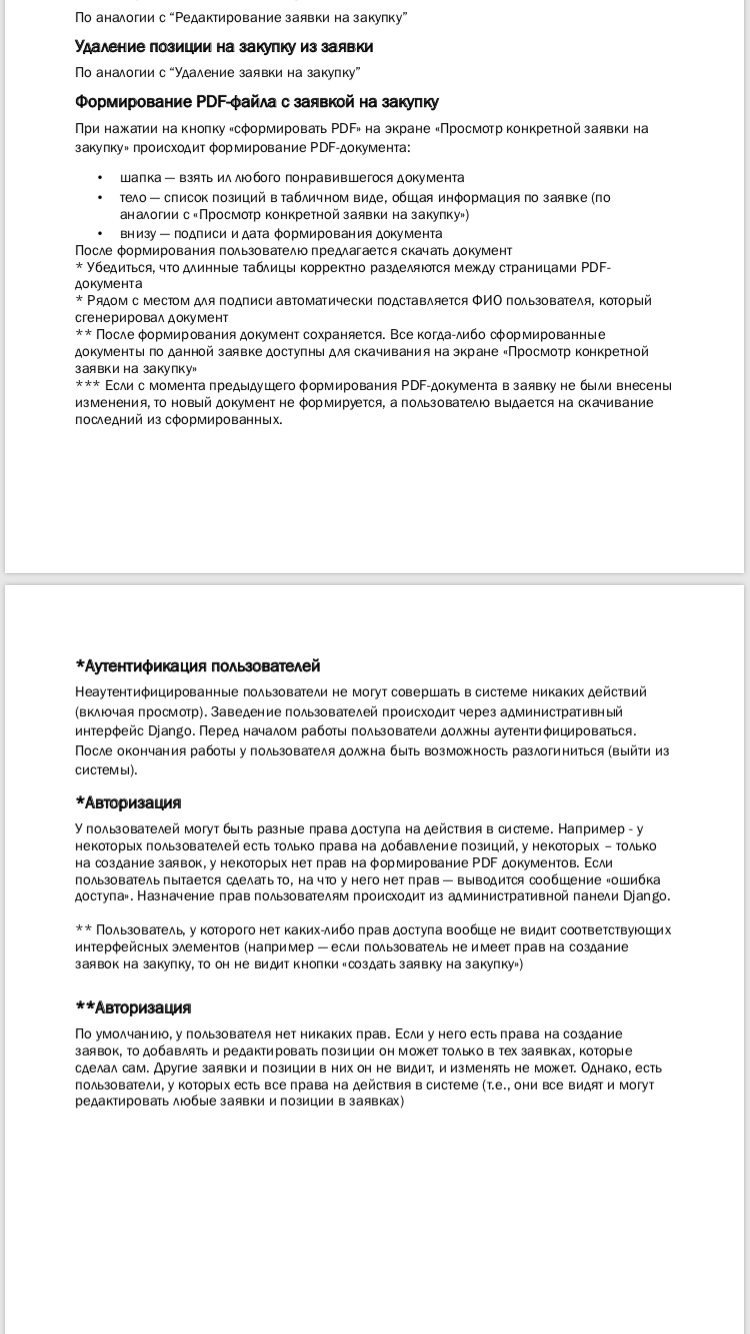 По аналогии с “Редактирование заявки на закупку”
Удаление позиции на закупку из заявки
По аналогии с “Удаление заявки на закупку”
Формирование PDF-файла с заявкой на закупку
При нажатии на кнопку «сформировать PDF» на экране «Просмотр конкретной заявки на
закупку» происходит формирование PDF-документа:
• шапка — взять ил любого понравившегося документа
• тело — список позиций в табличном виде, общая информация по заявке (по
аналогии с «Просмотр конкретной заявки на закупку»)
• внизу — подписи и дата формирования документа
После формирования пользователю предлагается скачать документ
* Убедиться, что длинные таблицы корректно разделяются между страницами PDF-
документа
* Рядом с местом для подписи автоматически подставляется ФИО пользователя, который
сгенерировал документ
** После формирования документ сохраняется. Все когда-либо сформированные
документы по данной заявке доступны для скачивания на экране «Просмотр конкретной
заявки на закупку»
*** Если с момента предыдущего формирования PDF-документа в заявку не были внесены
изменения, то новый документ не формируется, а пользователю выдается на скачивание
последний из сформированных.
*Аутентификация пользователей
Неаутентифицированные пользователи не могут совершать в системе никаких действий
(включая просмотр). Заведение пользователей происходит через административный
интерфейс Django. Перед началом работы пользователи должны аутентифицироваться.
После окончания работы у пользователя должна быть возможность разлогиниться (выйти из
системы).
*Авторизация
У пользователей могут быть разные права доступа на действия в системе. Например - у
некоторых пользователей есть только права на добавление позиций, у некоторых – только
на создание заявок, у некоторых нет прав на формирование PDF документов. Если
пользователь пытается сделать то, на что у него нет прав — выводится сообщение «ошибка
доступа». Назначение прав пользователям происходит из административной панели Django.
** Пользователь, у которого нет каких-либо прав доступа вообще не видит соответствующих
интерфейсных элементов (например — если пользователь не имеет прав на создание
заявок на закупку, то он не видит кнопки «создать заявку на закупку»)
**Авторизация
По умолчанию, у пользователя нет никаких прав. Если у него есть права на создание
заявок, то добавлять и редактировать позиции он может только в тех заявках, которые
сделал сам. Другие заявки и позиции в них он не видит, и изменять не может. Однако, есть
пользователи, у которых есть все права на действия в системе (т.е., они все видят и могут
редактировать любые заявки и позиции в заявках)